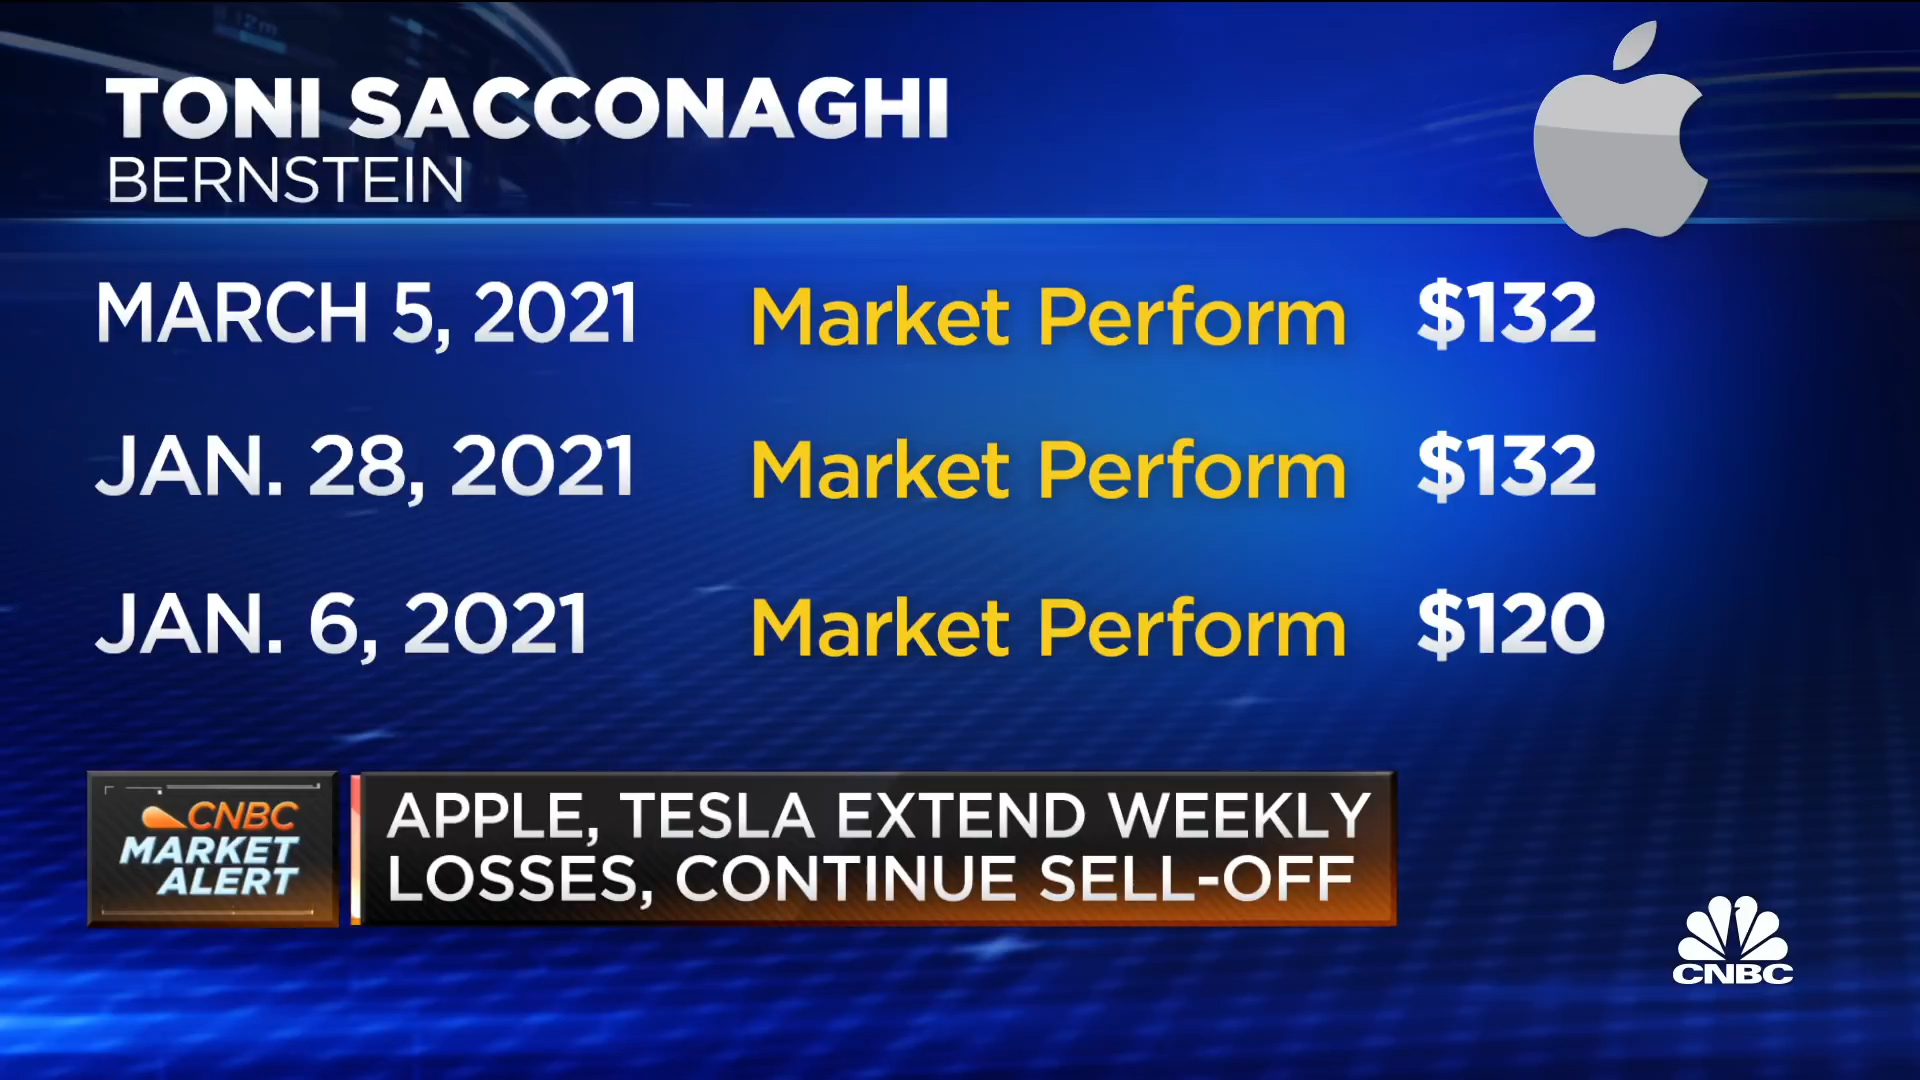 TONI SACCONAGHI
BERNSTEIN
MARCH 5, 2021 Market Perform $132
JAN. 28, 2021 Market Perform $132
JAN. 6, 2021 Market Perform $120
CNBC
MARKET
ALERT
APPLE, TESLA EXTEND WEEKLY
LOSSES, CONTINUE SELL-OFF
CNBC